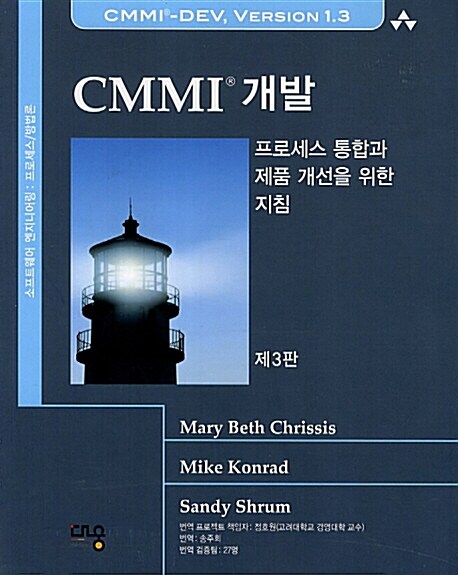 CMMI®-DEV, VERSION 1.3
CMMI® 개발
프로세스 통합과
제품 개선을 위한
지침
소프트웨어 엔지니어링 : 프로세스/방법론
제3판
Mary Beth Chrissis
Mike Konrad
Sandy Shrum
번역 프로젝트 책임자 : 정호원(고려대학교 경영대학 교수)
번역 : 송주희
번역 검증팀 : 27명
대웅